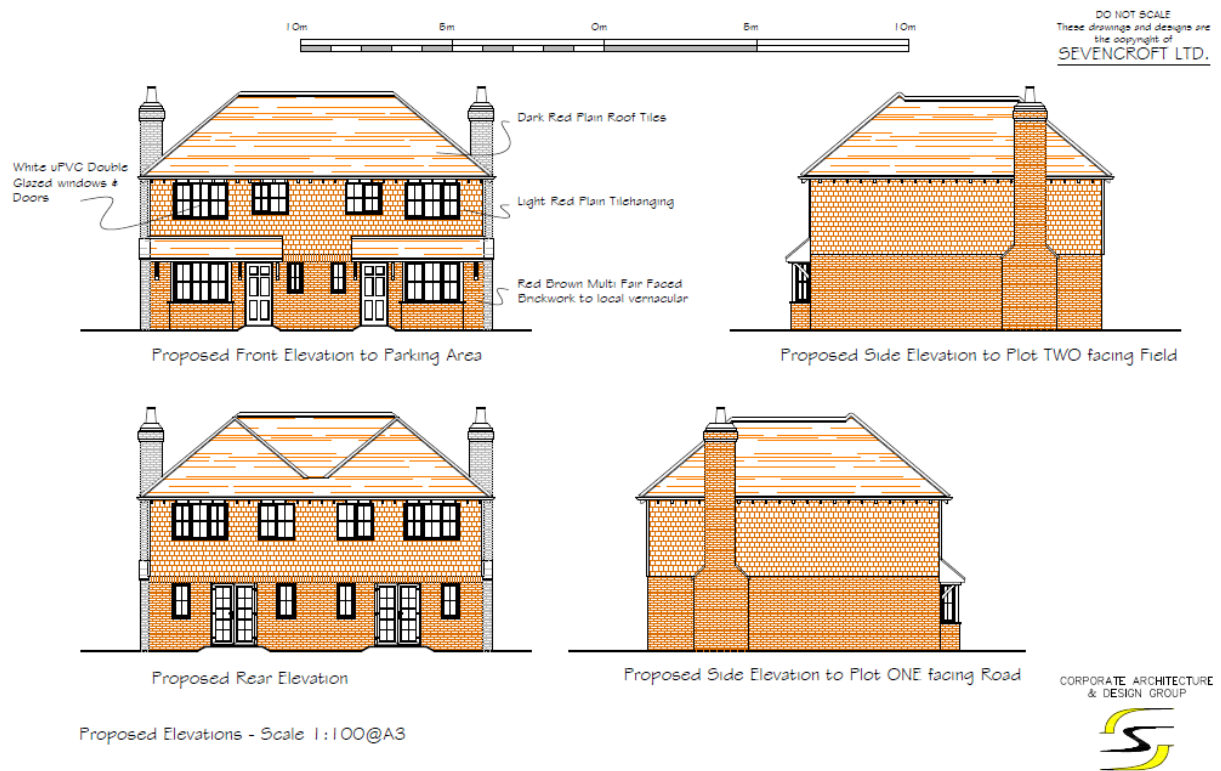 10m 5m 0m 5m 10m
DO NOT SCALE
These drawings and designs are
the copyright of
SEVENCROFT LTD.
Dark Red Plain Roof Tiles
White uPVC Double
Glazed windows &
Doors
Light Red Plain Tilehanging
Red Brown Multi Fair Faced
Brickwork to local vernacular
Proposed Front Elevation to Parking Area
Proposed Side Elevation to Plot TWO facing Field
Proposed Rear Elevation
Proposed Side Elevation to Plot ONE facing Road
CORPORATE ARCHITECTURE
& DESIGN GROUP
Proposed Elevations - Scale 1:100@A3